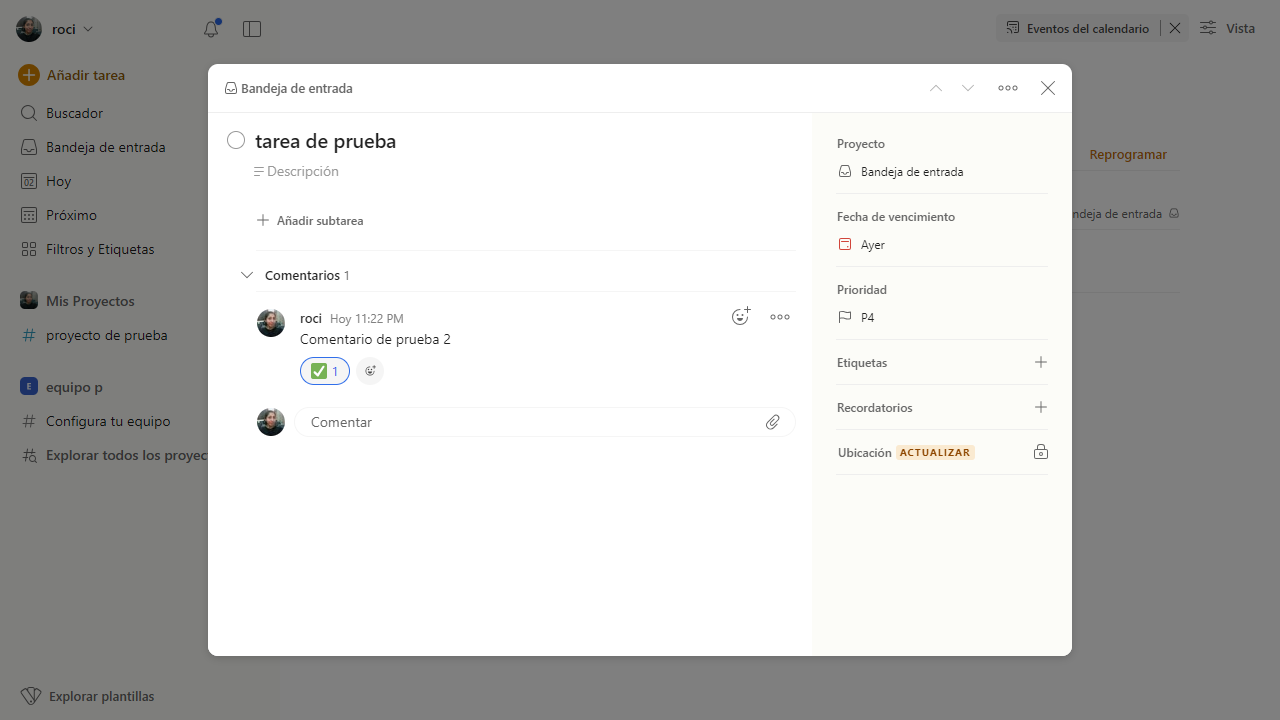 roci
Eventos del calendario
Vista
Añadir tarea
Buscador
Bandeja de entrada
02
Hoy
Próximo
Filtros y Etiquetas
Mis Proyectos
proyecto de prueba
E
equipo p
Configura tu equipo
Explorar todos los proyect
Explorar plantillas
Reprogramar
ndeja de entrada
Bandeja de entrada
tarea de prueba
Descripción
Añadir subtarea
Comentarios 1
roci Hoy 11:22 PM
Comentario de prueba 2
1
Comentar
Proyecto
Bandeja de entrada
Fecha de vencimiento
Ayer
Prioridad
P4
Etiquetas
Recordatorios
Ubicación ACTUALIZAR